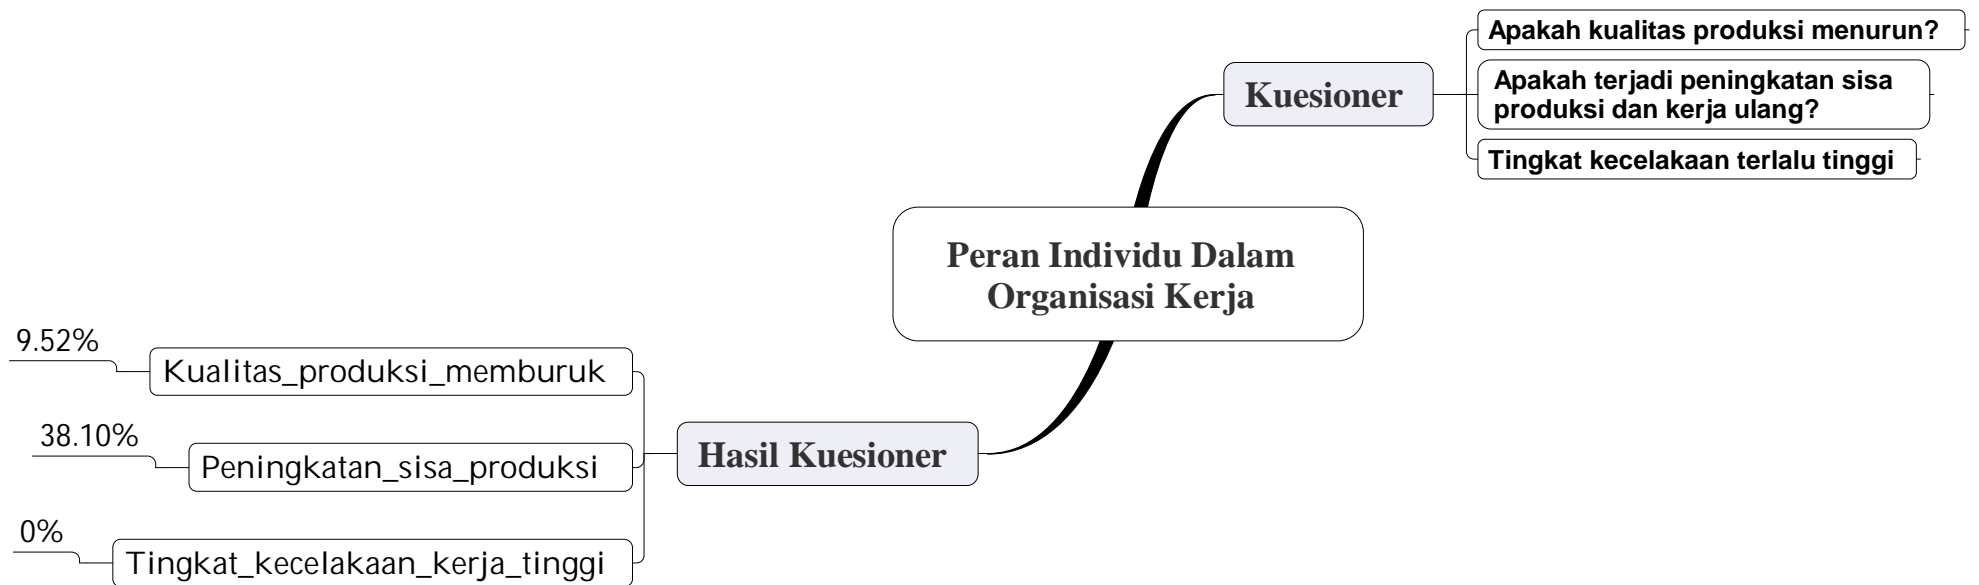 Apakah kualitas produksi menurun?
Kuesioner
Apakah terjadi peningkatan sisa
produksi dan kerja ulang?
Tingkat kecelakaan terlalu tinggi
Peran Individu Dalam
Organisasi Kerja
9.52%
Kualitas_produksi_memburuk
38.10%
Peningkatan_sisa_produksi
Hasil Kuesioner
0%
Tingkat_kecelakaan_kerja_tinggi